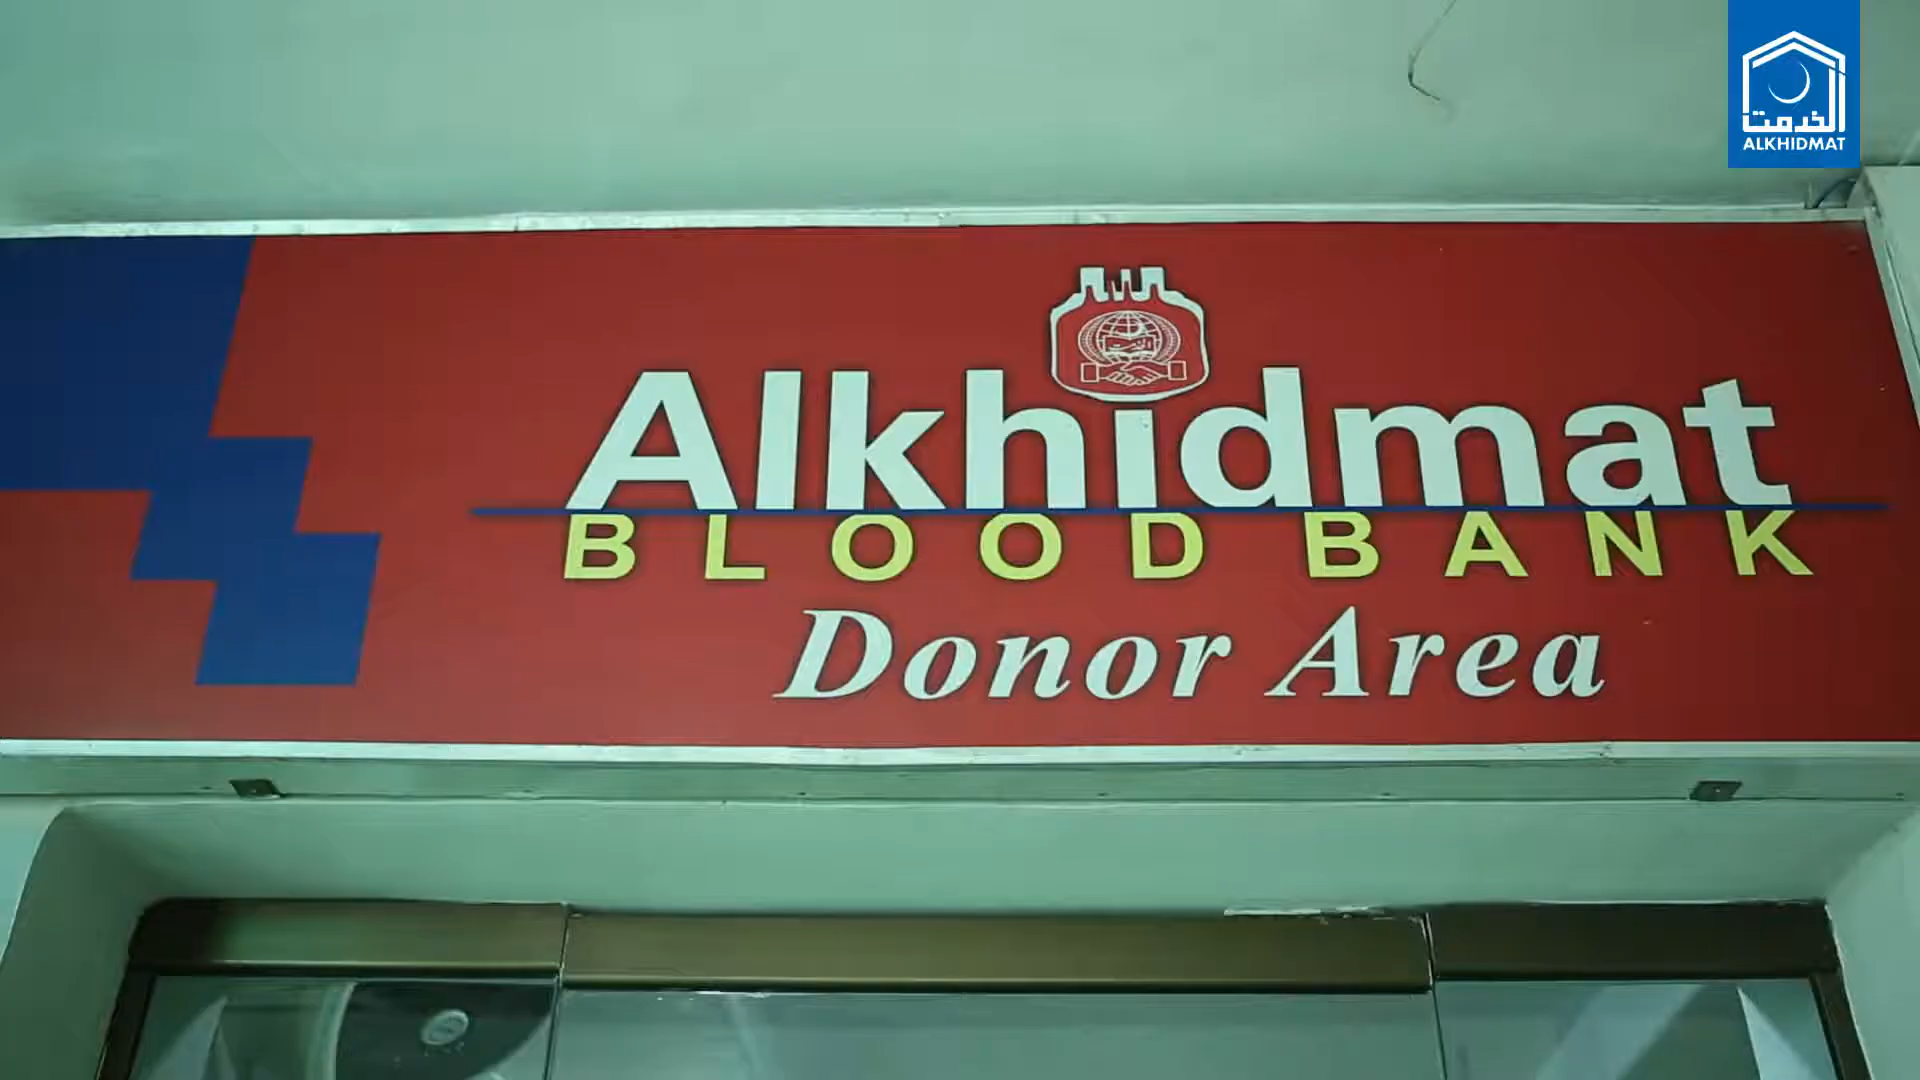 الخدمت
ALKHIDMAT
Alkhidmat
BLOOD BANK
Donor Area